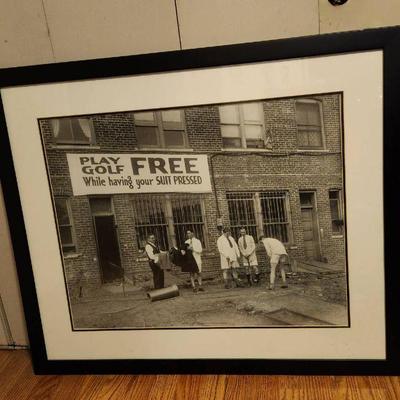 PLAY GOLF FREE
While having your SUIT PRESSED